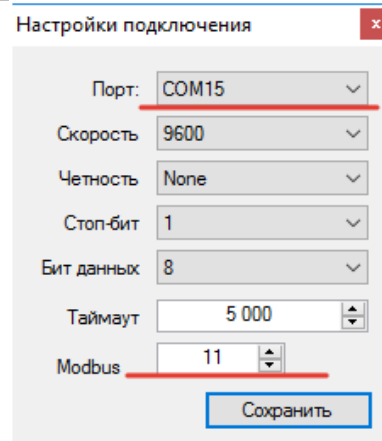 Настройки подключения x
Порт: COM15
Скорость 9600
Четность None
Стоп-бит 1
Бит данных 8
Таймаут 5 000
Modbus 11
Сохранить